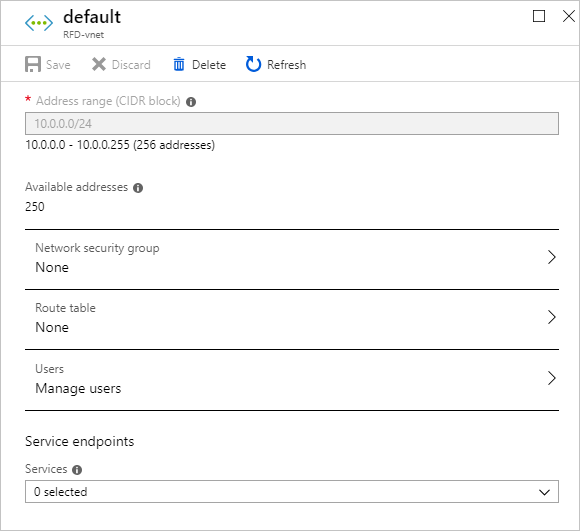 default
RFD-vnet
Save Discard Delete Refresh
* Address range (CIDR block)
10.0.0.0/24
10.0.0.0 - 10.0.0.255 (256 addresses)
Available addresses
250
Network security group
None
Route table
None
Users
Manage users
Service endpoints
Services
0 selected